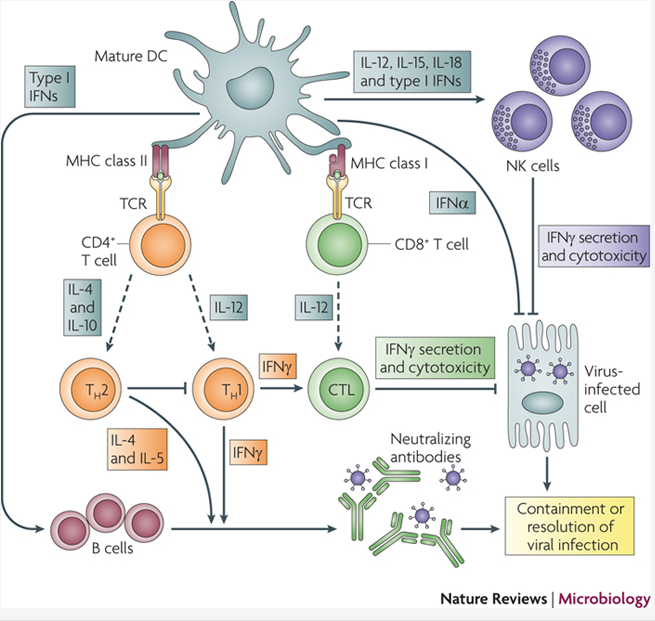 Mature DC
Type I
IFNs
IL-12, IL-15, IL-18
and type I IFNs
NK cells
MHC class II
MHC class I
TCR
TCR
IFNα
CD4⁺
T cell
CD8⁺ T cell
IFNγ secretion
and cytotoxicity
IL-4
and
IL-10
IL-12
IL-12
IFNγ
IFNγ secretion
and cytotoxicity
Virus-
infected
cell
T_H2
T_H1
CTL
IL-4
and IL-5
IFNγ
Neutralizing
antibodies
B cells
Containment or
resolution of
viral infection
Nature Reviews | Microbiology